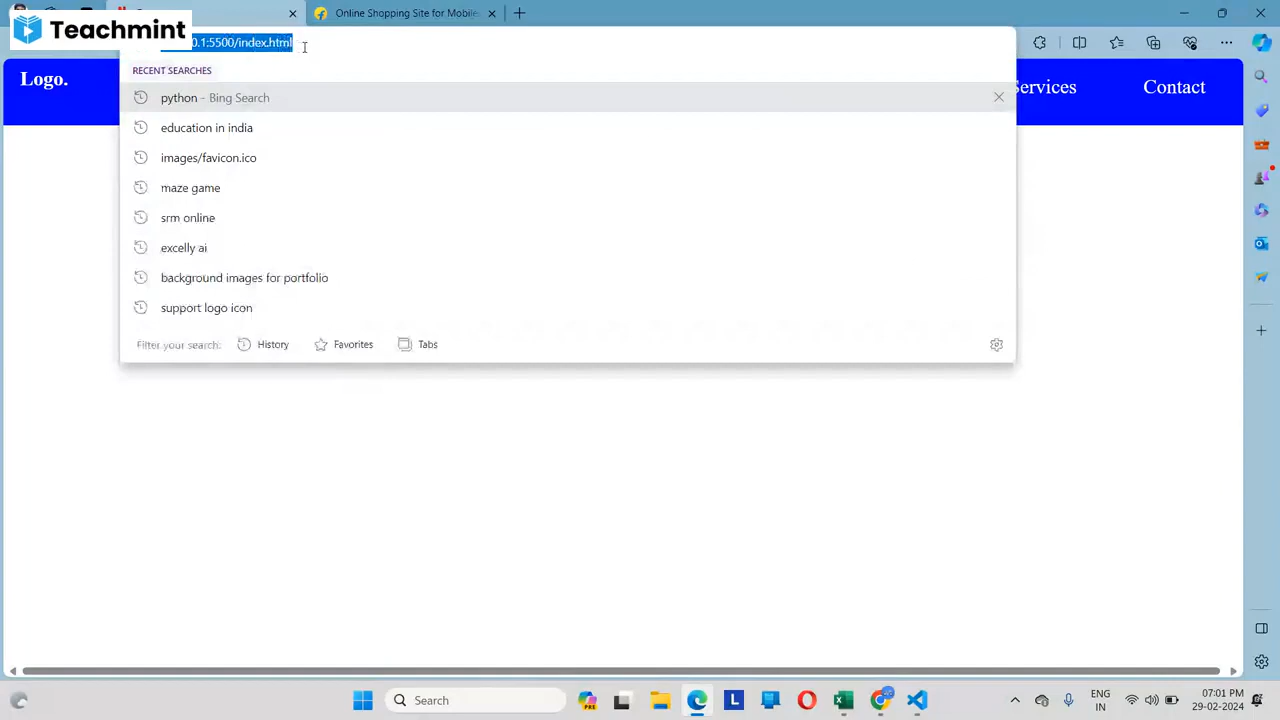 Teachmint
Online Shopping Site for Mobile
0.1:5500/index.html
RECENT SEARCHES
Logo.
Services
Contact
python - Bing Search
education in india
images/favicon.ico
maze game
srm online
excelly ai
background images for portfolio
support logo icon
Filter your search:
History
Favorites
Tabs
Search
PRE
ENG
IN
07:01 PM
29-02-2024